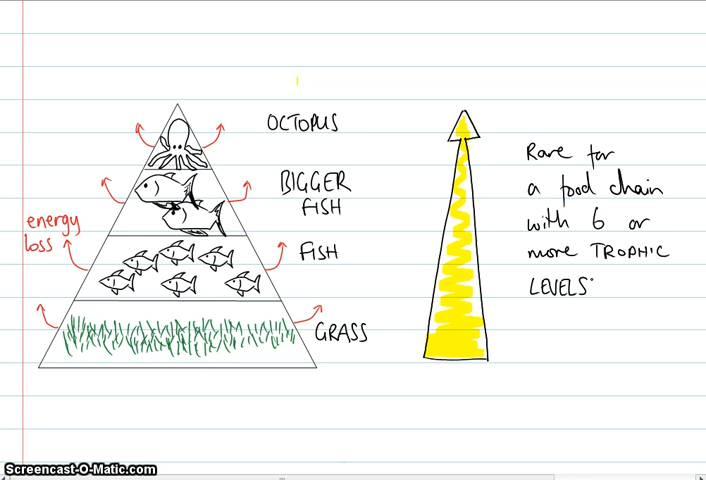 OCTOPUS
BIGGER
FISH
energy
loss
FISH
GRASS
Rare for
a food chain
with 6 or
more TROPHIC
LEVELS
Screencast-O-Matic.com